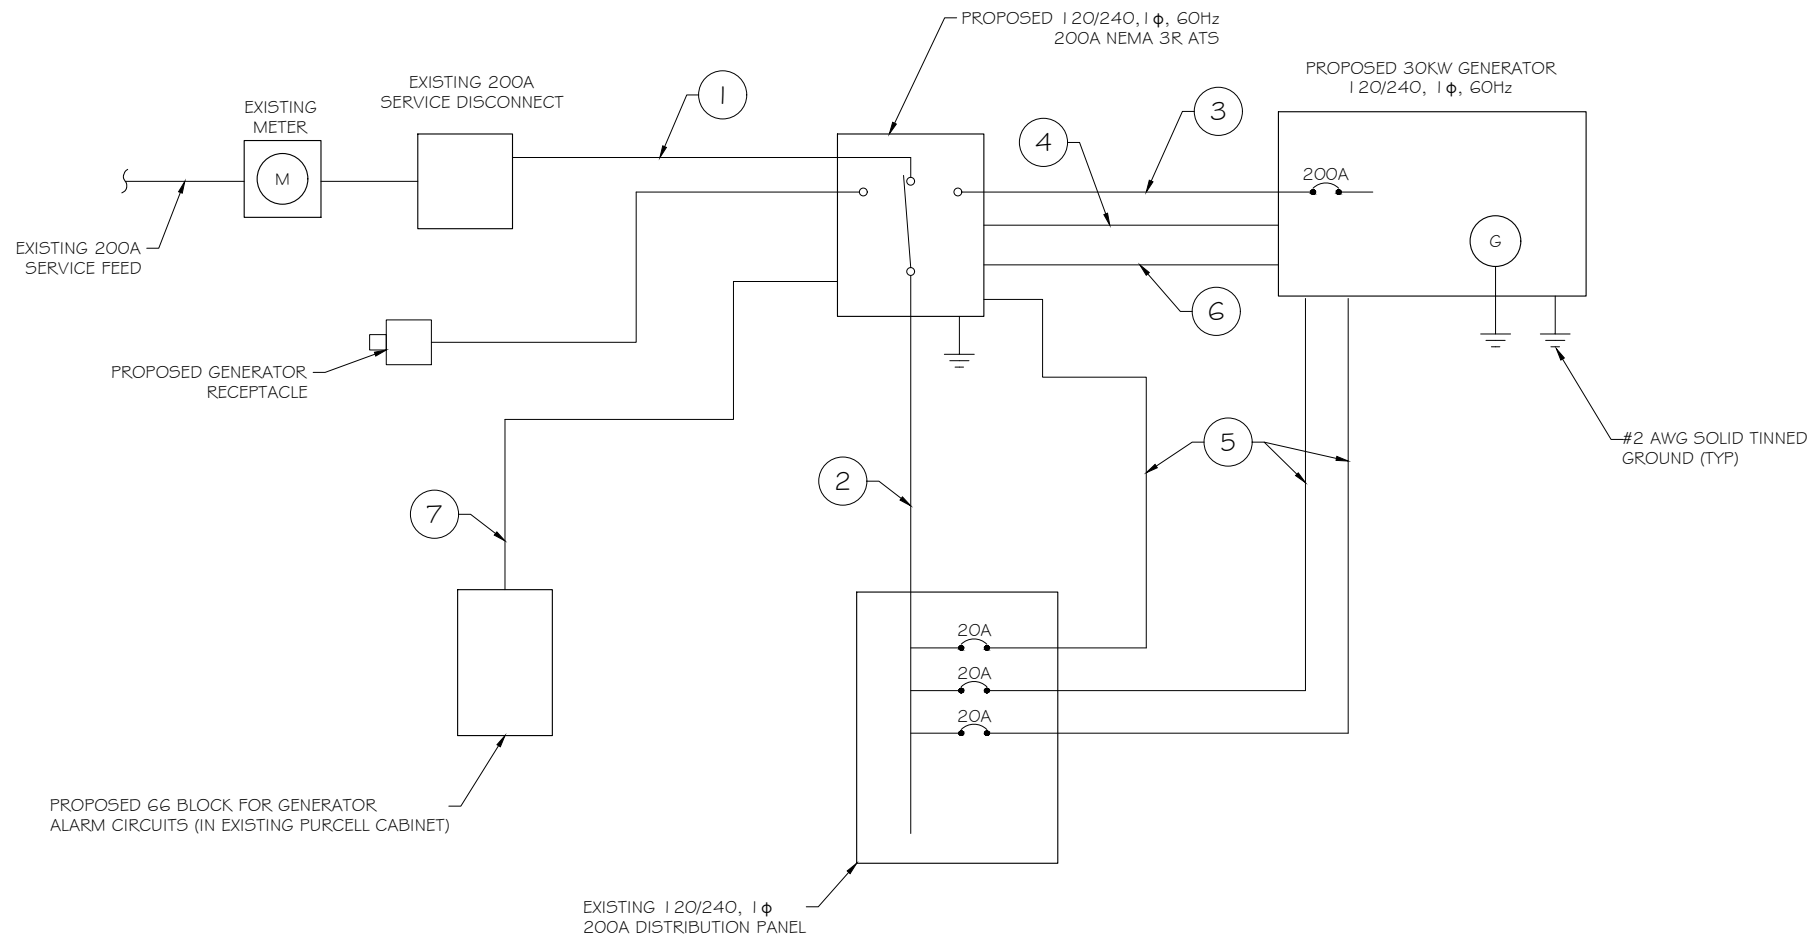 PROPOSED 120/240, 1ϕ, 60Hz
200A NEMA 3R ATS
PROPOSED 30KW GENERATOR
120/240, 1ϕ, 60Hz
EXISTING 200A
SERVICE DISCONNECT
EXISTING
METER
1
3
4
M
200A
G
EXISTING 200A
SERVICE FEED
6
PROPOSED GENERATOR
RECEPTACLE
5
#2 AWG SOLID TINNED
GROUND (TYP)
2
7
20A
20A
20A
PROPOSED 66 BLOCK FOR GENERATOR
ALARM CIRCUITS (IN EXISTING PURCELL CABINET)
EXISTING 120/240, 1ϕ
200A DISTRIBUTION PANEL